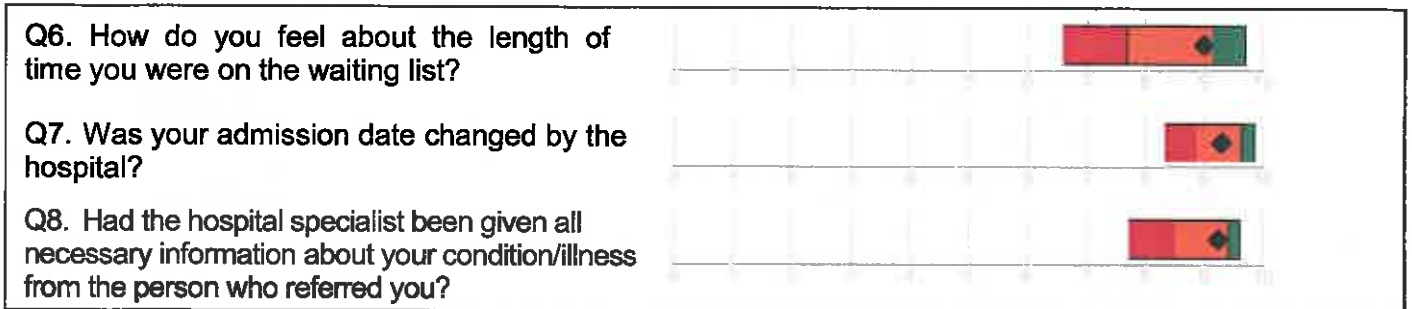 Q6. How do you feel about the length of
time you were on the waiting list?
Q7. Was your admission date changed by the
hospital?
Q8. Had the hospital specialist been given all
necessary information about your condition/illness
from the person who referred you?